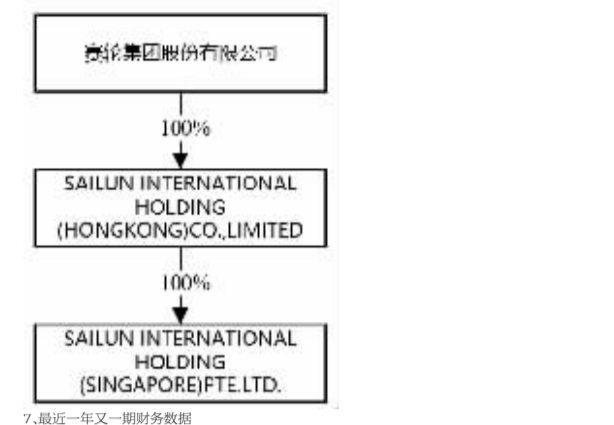 赛轮集团股份有限公司
100%
SAILUN INTERNATIONAL
HOLDING
(HONGKONG)CO.,LIMITED
100%
SAILUN INTERNATIONAL
HOLDING
(SINGAPORE)PTE.LTD.
7、最近一年又一期财务数据